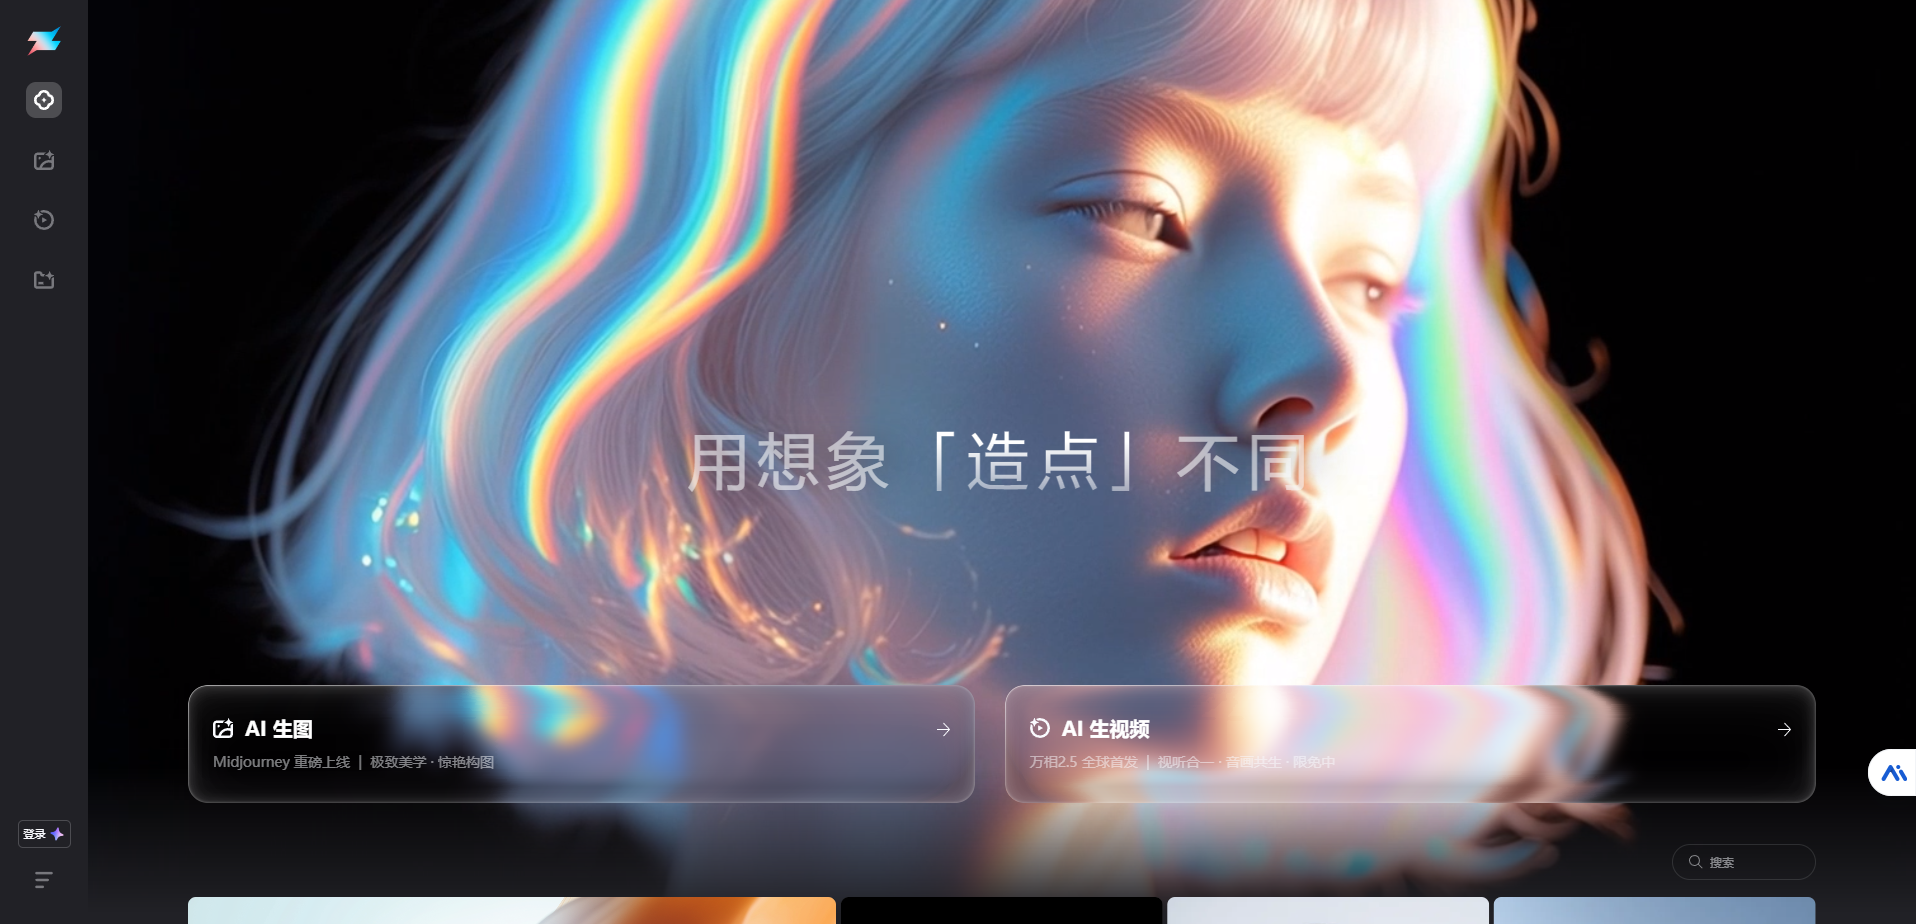 用想象「造点」不同
AI 生图
Midjourney 重磅上线 | 极致美学 · 惊艳构图
AI 生视频
万相2.5 全球首发 | 视听合一 · 音画共生 · 限免中
登录
搜索